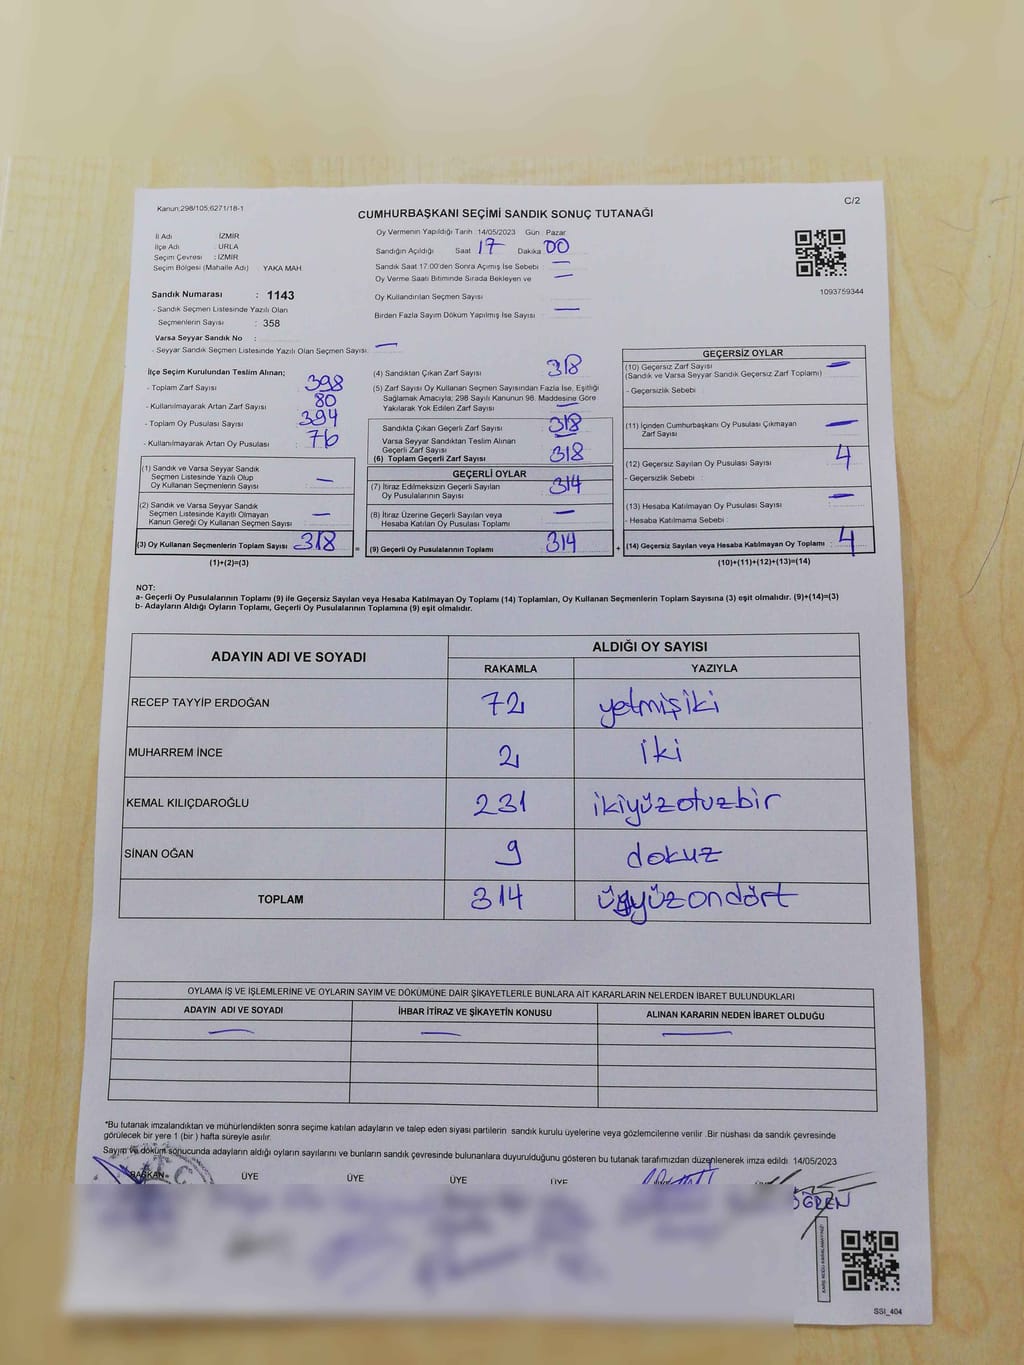 Kanun;298/105,6271/18-1
C/2
CUMHURBAŞKANI SEÇİMİ SANDIK SONUÇ TUTANAĞI
İl Adı : İZMİR
İlçe Adı : URLA
Seçim Çevresi : İZMİR
Seçim Bölgesi (Mahalle Adı) : YAKA MAH
Sandık Numarası : 1143
- Sandık Seçmen Listesinde Yazılı Olan
Seçmenlerin Sayısı : 358
Varsa Seyyar Sandık No :
- Seyyar Sandık Seçmen Listesinde Yazılı Olan Seçmen Sayısı: —
Oy Vermenin Yapıldığı Tarih 14/05/2023 Gün Pazar
Sandığın Açıldığı Saat 17 Dakika 00
Sandık Saat 17:00'den Sonra Açımış İse Sebebi —
Oy Verme Saati Bitiminde Sırada Bekleyen ve —
Oy Kullandırılan Seçmen Sayısı
Birden Fazla Sayım Döküm Yapılmış İse Sayısı —
1093759344
İlçe Seçim Kurulundan Teslim Alınan;
- Toplam Zarf Sayısı : 398
- Kullanılmayarak Artan Zarf Sayısı : 80
- Toplam Oy Pusulası Sayısı : 394
- Kullanılmayarak Artan Oy Pusulası : 76
(1) Sandık ve Varsa Seyyar Sandık
Seçmen Listesinde Yazılı Olup
Oy Kullanan Seçmenlerin Sayısı : —
(2) Sandık ve Varsa Seyyar Sandık
Seçmen Listesinde Kayıtlı Olmayan
Kanun Gereği Oy Kullanan Seçmen Sayısı : —
(3) Oy Kullanan Seçmenlerin Toplam Sayısı : 318
(1)+(2)=(3)
=
(4) Sandıktan Çıkan Zarf Sayısı : 318
(5) Zarf Sayısı Oy Kullanan Seçmen Sayısından Fazla İse, Eşitliği
Sağlamak Amacıyla; 298 Sayılı Kanunun 98. Maddesine Göre
Yakılarak Yok Edilen Zarf Sayısı : —
Sandıkta Çıkan Geçerli Zarf Sayısı : 318
Varsa Seyyar Sandıktan Teslim Alınan
Geçerli Zarf Sayısı : —
(6) Toplam Geçerli Zarf Sayısı : 318
GEÇERLİ OYLAR
(7) İtiraz Edilmeksizin Geçerli Sayılan
Oy Pusulalarının Sayısı : 314
(8) İtiraz Üzerine Geçerli Sayılan veya
Hesaba Katılan Oy Pusulası Toplamı : —
(9) Geçerli Oy Pusulalarının Toplamı : 314
+
GEÇERSİZ OYLAR
(10) Geçersiz Zarf Sayısı : —
(Sandık ve Varsa Seyyar Sandık Geçersiz Zarf Toplamı)
- Geçersizlik Sebebi :
(11) İçinden Cumhurbaşkanı Oy Pusulası Çıkmayan
Zarf Sayısı : —
(12) Geçersiz Sayılan Oy Pusulası Sayısı : 4
- Geçersizlik Sebebi :
(13) Hesaba Katılmayan Oy Pusulası Sayısı : —
- Hesaba Katılmama Sebebi :
(14) Geçersiz Sayılan veya Hesaba Katılmayan Oy Toplamı : 4
(10)+(11)+(12)+(13)=(14)
NOT:
a- Geçerli Oy Pusulalarının Toplamı (9) ile Geçersiz Sayılan veya Hesaba Katılmayan Oy Toplamı (14) Toplamları, Oy Kullanan Seçmenlerin Toplam Sayısına (3) eşit olmalıdır. (9)+(14)=(3)
b- Adayların Aldığı Oyların Toplamı, Geçerli Oy Pusulalarının Toplamına (9) eşit olmalıdır.
ADAYIN ADI VE SOYADI ALDIĞI OY SAYISI
RAKAMLA YAZIYLA
RECEP TAYYİP ERDOĞAN 72 yetmişiki
MUHARREM İNCE 2 iki
KEMAL KILIÇDAROĞLU 231 ikiyüzotuzbir
SİNAN OĞAN 9 dokuz
TOPLAM 314 üçyüzondört
OYLAMA İŞ VE İŞLEMLERİNE VE OYLARIN SAYIM VE DÖKÜMÜNE DAİR ŞİKAYETLERLE BUNLARA AİT KARARLARIN NELERDEN İBARET BULUNDUKLARI
ADAYIN ADI VE SOYADI İHBAR İTİRAZ VE ŞİKAYETİN KONUSU ALINAN KARARIN NEDEN İBARET OLDUĞU
— — —
*Bu tutanak imzalandıktan ve mühürlendikten sonra seçime katılan adayların ve talep eden siyasi partilerin sandık kurulu üyelerine veya gözlemcilerine verilir .Bir nüshası da sandık çevresinde
görülecek bir yere 1 (bir ) hafta süreyle asılır.
Sayım ve döküm sonucunda adayların aldığı oyların sayılarını ve bunların sandık çevresinde bulunanlara duyurulduğunu gösteren bu tutanak tarafımızdan düzenlenerek imza edildi. 14/05/2023
BAŞKAN ÜYE ÜYE ÜYE ÜYE
SSİ_404